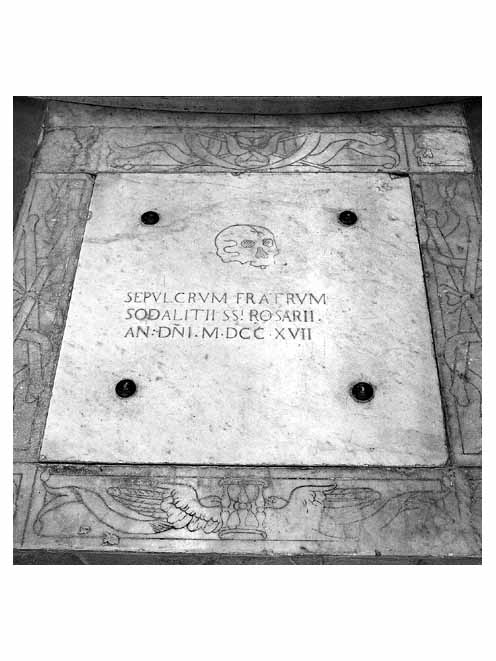 SEPVLCRVM FRATRVM
SODALITII SS! ROSARII.
AN: DÑI. M·DCC·XVII